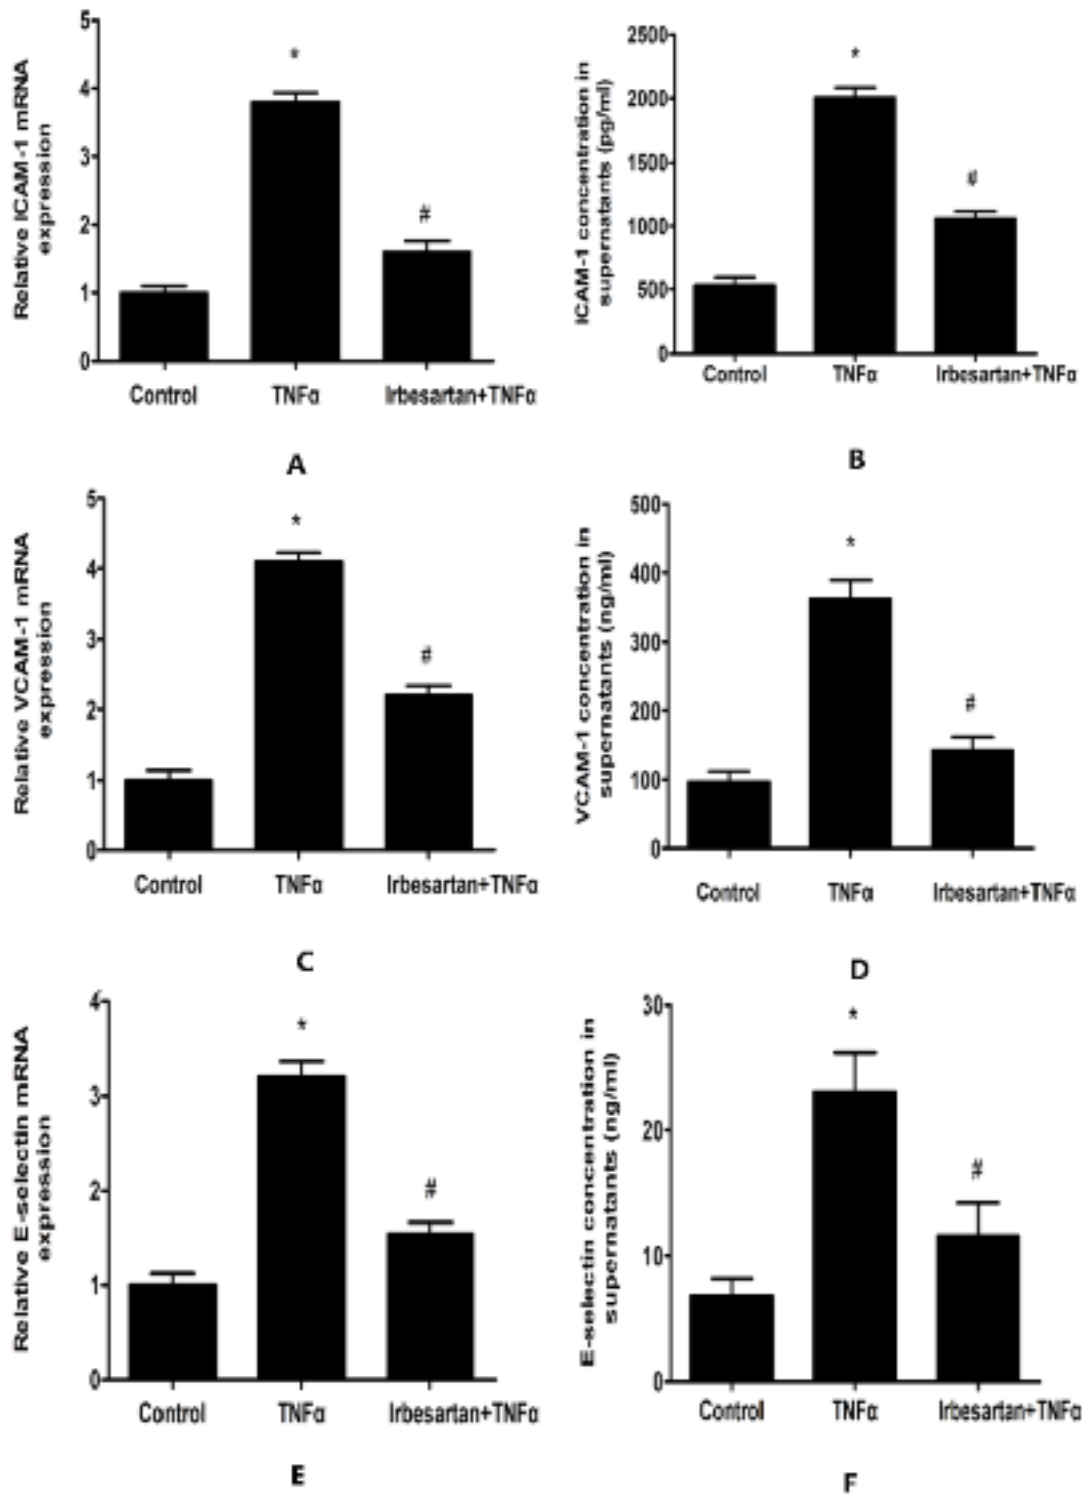 Relative ICAM-1 mRNA
expression
5
4
3
2
1
0
*
#
Control TNFα Irbesartan+TNFα
A
ICAM-1 concentration in
supernatants (pg/ml)
2500
2000
1500
1000
500
0
*
#
Control TNFα Irbesartan+TNFα
B
Relative VCAM-1 mRNA
expression
5
4
3
2
1
0
*
#
Control TNFα Irbesartan+TNFα
C
VCAM-1 concentration in
supernatants (ng/ml)
500
400
300
200
100
0
*
#
Control TNFα Irbesartan+TNFα
D
Relative E-selectin mRNA
expression
4
3
2
1
0
*
#
Control TNFα Irbesartan+TNFα
E
E-selectin concentration in
supernatants (ng/ml)
30
20
10
0
*
#
Control TNFα Irbesartan+TNFα
F